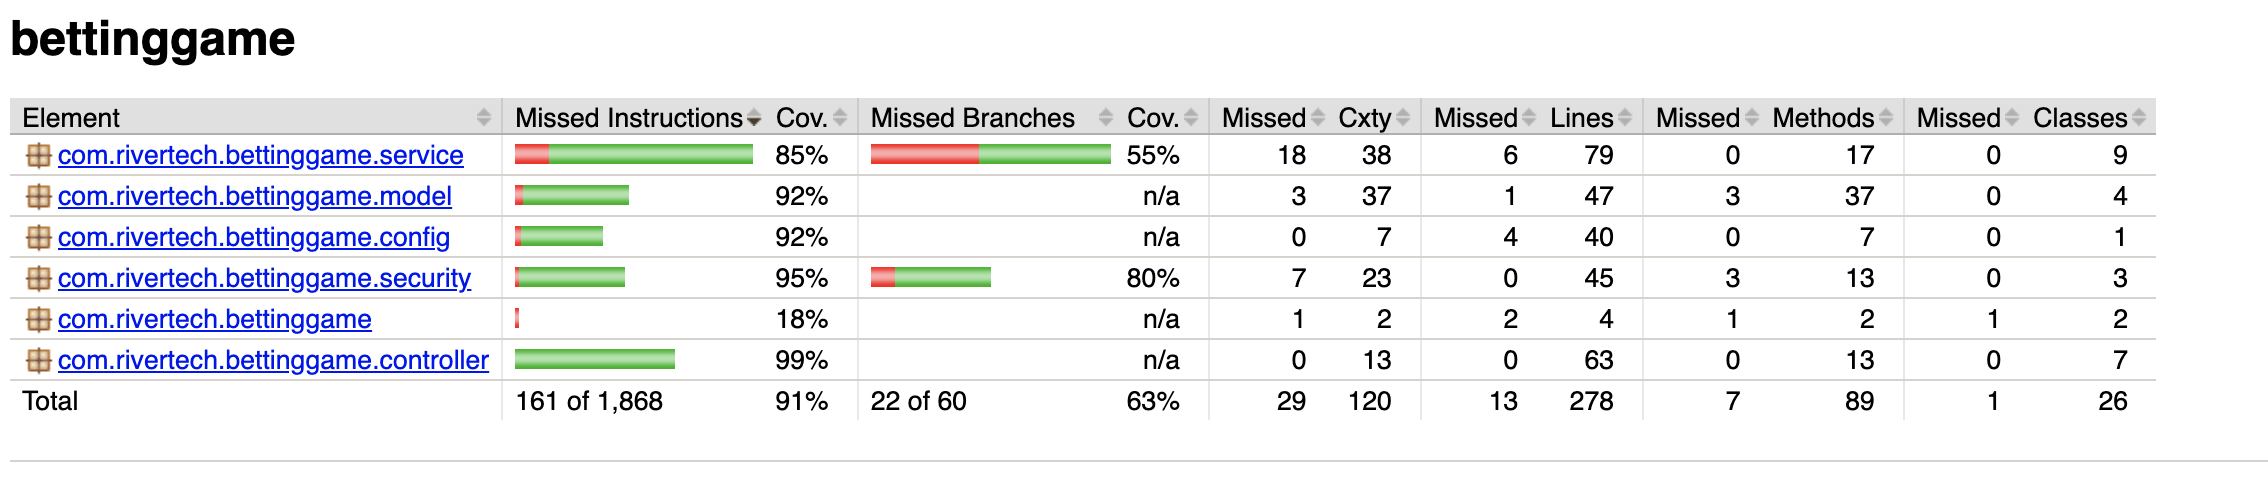 bettinggame
Element Missed Instructions Cov. Missed Branches Cov. Missed Cxty Missed Lines Missed Methods Missed Classes
com.rivertech.bettinggame.service 85% 55% 18 38 6 79 0 17 0 9
com.rivertech.bettinggame.model 92% n/a 3 37 1 47 3 37 0 4
com.rivertech.bettinggame.config 92% n/a 0 7 4 40 0 7 0 1
com.rivertech.bettinggame.security 95% 80% 7 23 0 45 3 13 0 3
com.rivertech.bettinggame 18% n/a 1 2 2 4 1 2 1 2
com.rivertech.bettinggame.controller 99% n/a 0 13 0 63 0 13 0 7
Total 161 of 1,868 91% 22 of 60 63% 29 120 13 278 7 89 1 26